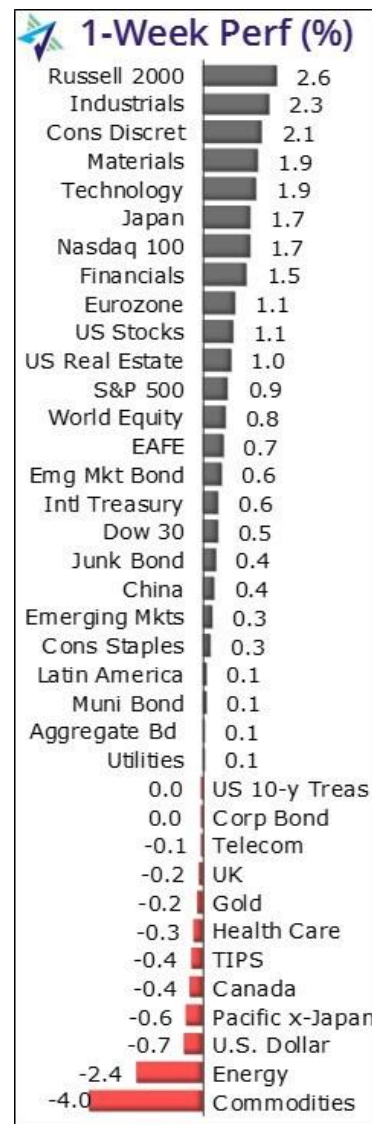 1-Week Perf (%)
Russell 2000 2.6
Industrials 2.3
Cons Discret 2.1
Materials 1.9
Technology 1.9
Japan 1.7
Nasdaq 100 1.7
Financials 1.5
Eurozone 1.1
US Stocks 1.1
US Real Estate 1.0
S&P 500 0.9
World Equity 0.8
EAFE 0.7
Emg Mkt Bond 0.6
Intl Treasury 0.6
Dow 30 0.5
Junk Bond 0.4
China 0.4
Emerging Mkts 0.3
Cons Staples 0.3
Latin America 0.1
Muni Bond 0.1
Aggregate Bd 0.1
Utilities 0.1
0.0 US 10-y Treas
0.0 Corp Bond
-0.1 Telecom
-0.2 UK
-0.2 Gold
-0.3 Health Care
-0.4 TIPS
-0.4 Canada
-0.6 Pacific x-Japan
-0.7 U.S. Dollar
-2.4 Energy
-4.0 Commodities